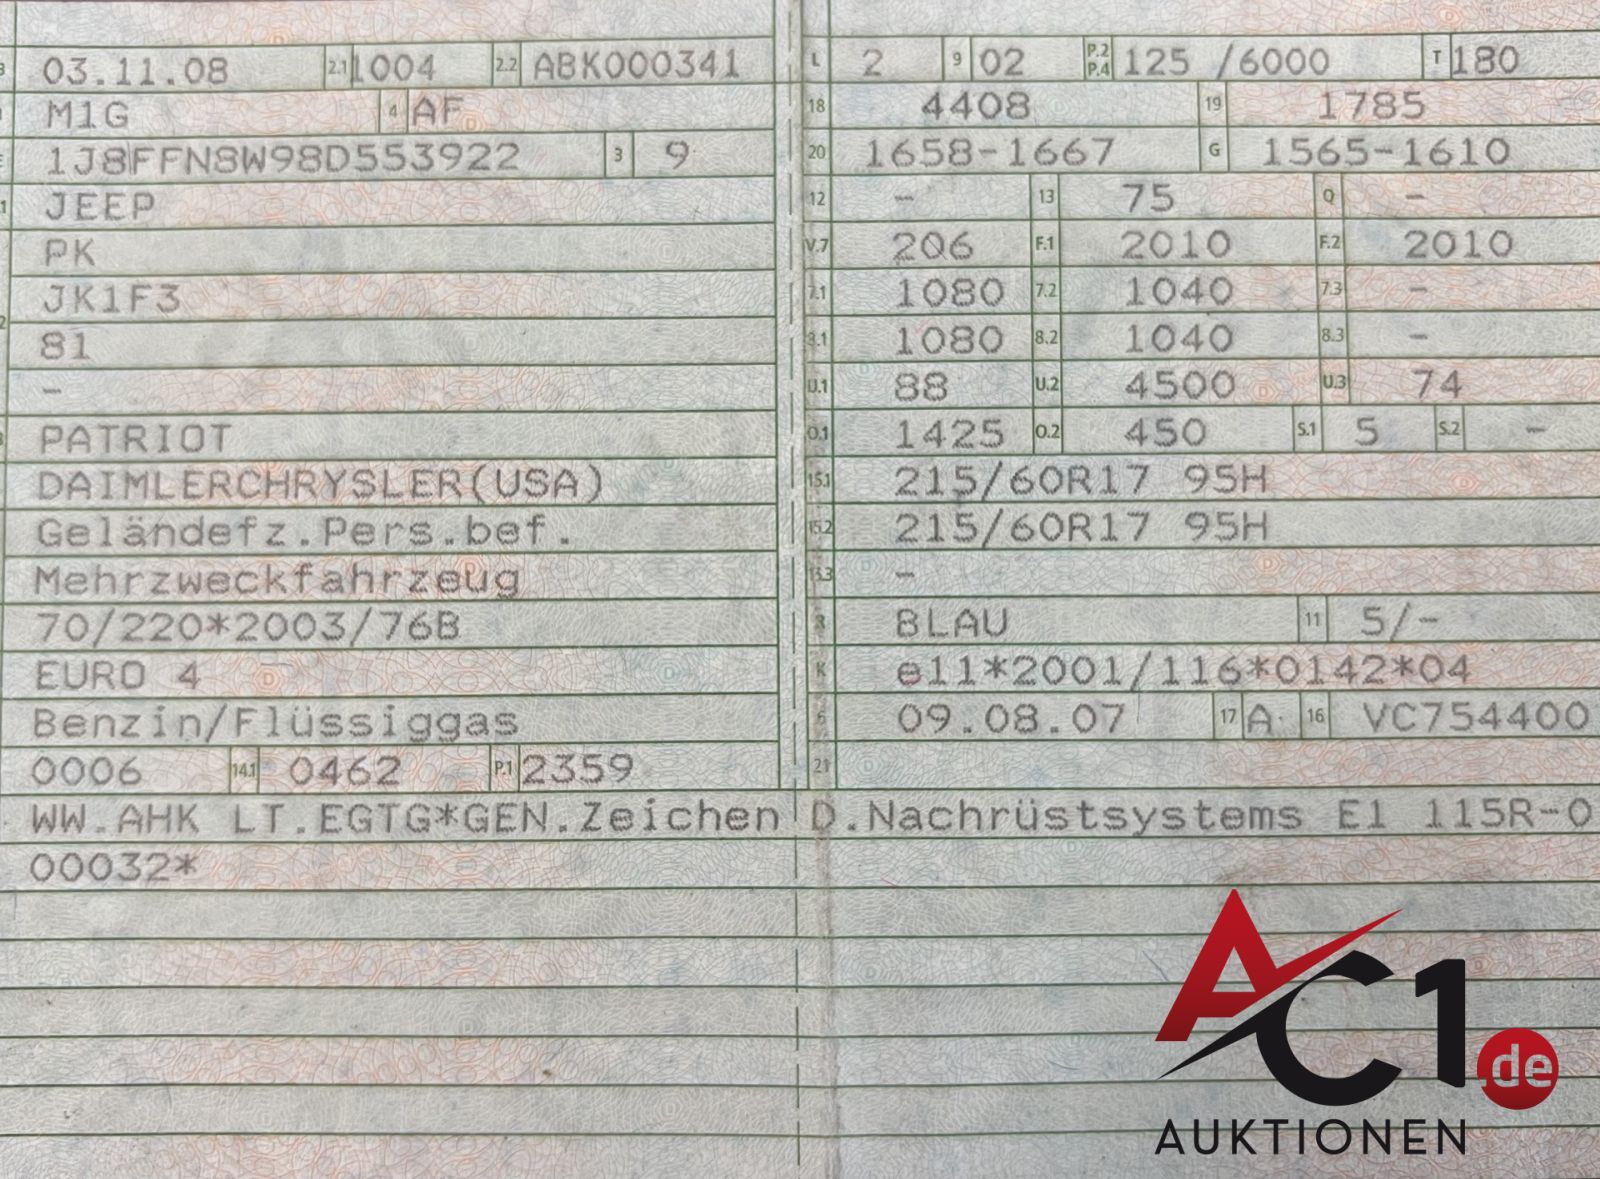 03.11.08 2.1 1004 2.2 ABK000341
M1G 4 AF
1J8FFN8W98D553922 3 9
JEEP
PK
JK1F3
81
-
PATRIOT
DAIMLERCHRYSLER(USA)
Geländefz.Pers.bef.
Mehrzweckfahrzeug
70/220*2003/76B
EURO 4
Benzin/Flüssiggas
0006 14.1 0462 P.1 2359
L 2 9 02 P.2 P.4 125 /6000 T 180
18 4408 19 1785
20 1658-1667 G 1565-1610
12 - 13 75 Q -
V.7 206 F.1 2010 F.2 2010
7.1 1080 7.2 1040 7.3 -
8.1 1080 8.2 1040 8.3 -
U.1 88 U.2 4500 U.3 74
O.1 1425 O.2 450 S.1 5 S.2 -
15.1 215/60R17 95H
15.2 215/60R17 95H
15.3 -
R BLAU 11 5/-
K e11*2001/116*0142*04
6 09.08.07 17 A 16 VC754400
21
WW.AHK LT.EGTG*GEN.Zeichen D.Nachrüstsystems E1 115R-0
00032*
AC1.de
AUKTIONEN